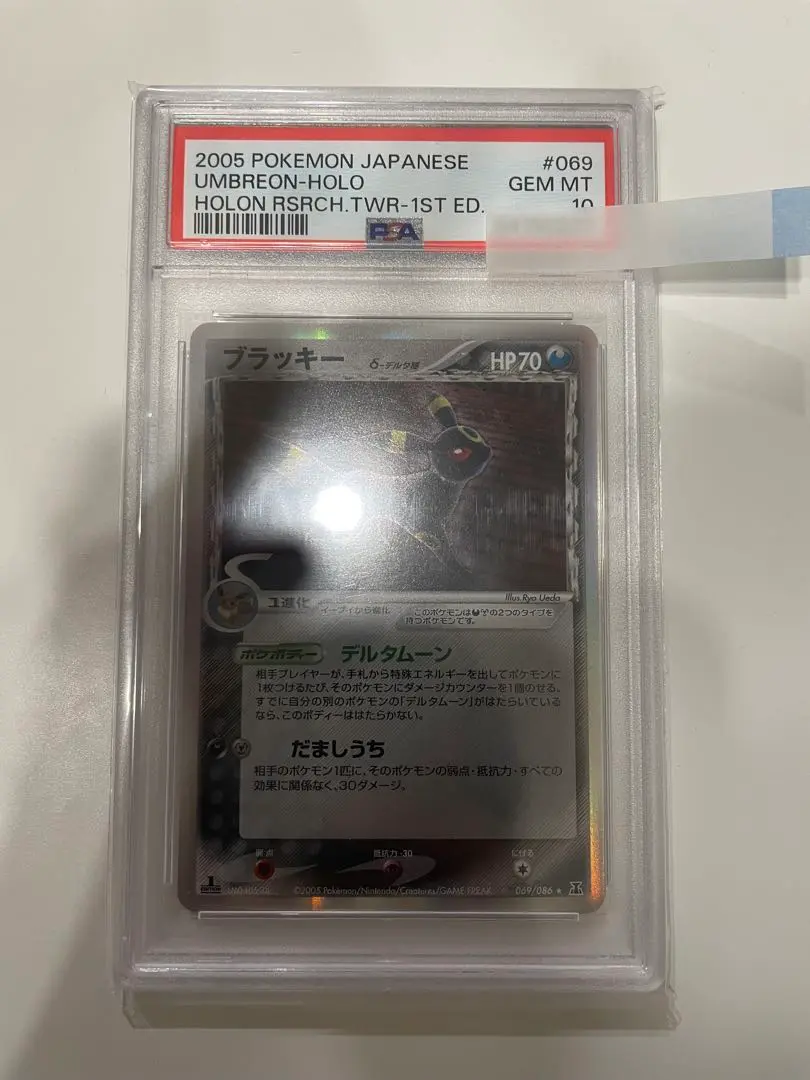 2005 POKEMON JAPANESE #069
UMBREON-HOLO GEM MT
HOLON RSRCH.TWR-1ST ED. 10
PSA
ブラッキー δ-デルタ種 HP70
Illus.Ryo Ueda
1進化 イーブイから進化
このポケモンは の2つのタイプを
持つポケモンです。
ポケボディー デルタムーン
相手プレイヤーが、手札から特殊エネルギーを出してポケモンに
1枚つけるたび、そのポケモンにダメージカウンターを1個のせる。
すでに自分の別のポケモンの「デルタムーン」がはたらいている
なら、このボディーははたらかない。
だましうち
相手のポケモン1匹に、そのポケモンの弱点・抵抗力・すべての
効果に関係なく、30ダメージ。
弱点 抵抗力 -30 にげる
1 EDITION ©2005 Pokémon/Nintendo/Creatures/GAME FREAK 069/086 ★